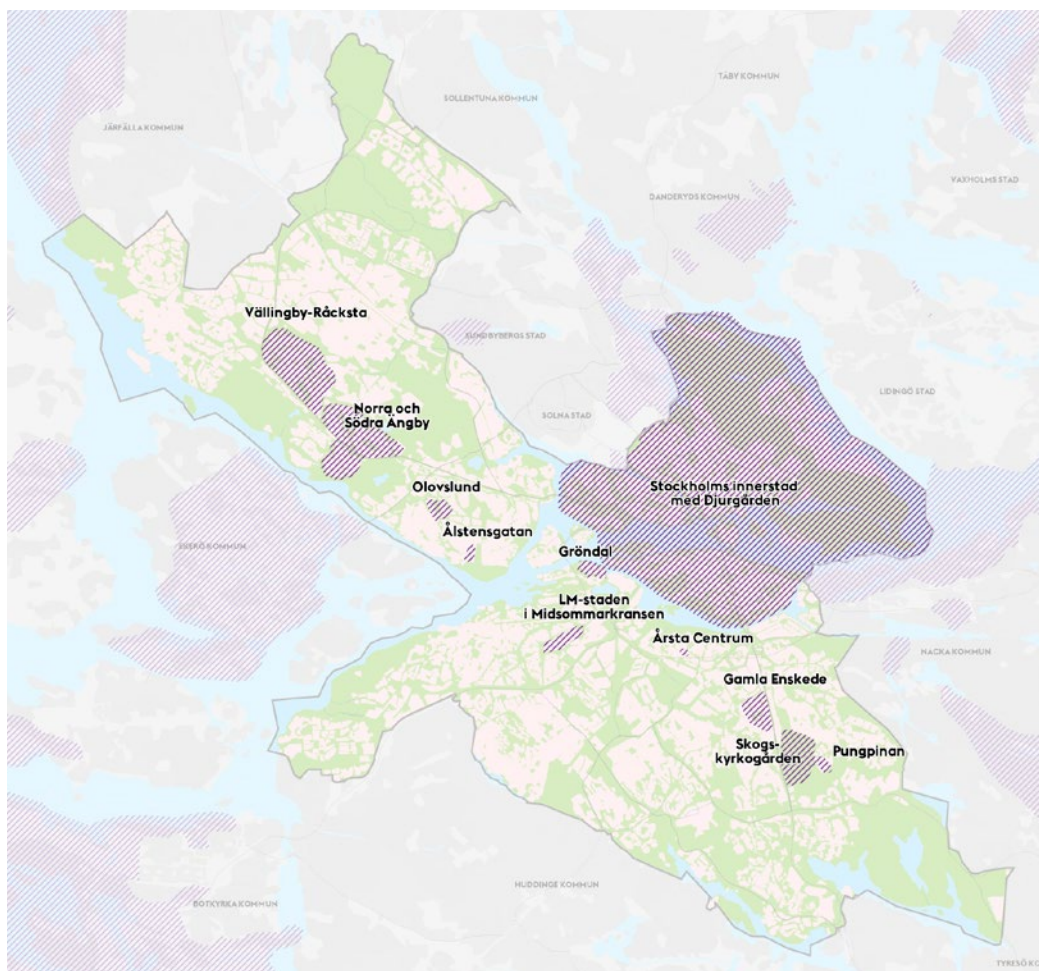 TÄBY KOMMUN
SOLLENTUNA KOMMUN
JÄRFÄLLA KOMMUN
VAXHOLMS STAD
DANDERYDS KOMMUN
Vällingby-Råcksta
SUNDBYBERGS STAD
LIDINGÖ STAD
Norra och
Södra Ängby
SOLNA STAD
Olovslund
Stockholms innerstad
med Djurgården
Ålstensgatan
EKERÖ KOMMUN
Gröndal
LM-staden
i Midsommarkransen
Årsta Centrum
NACKA KOMMUN
Gamla Enskede
Skogs-
kyrkogården
Pungpinan
HUDDINGE KOMMUN
BOTKYRKA KOMMUN
TYRESÖ KO